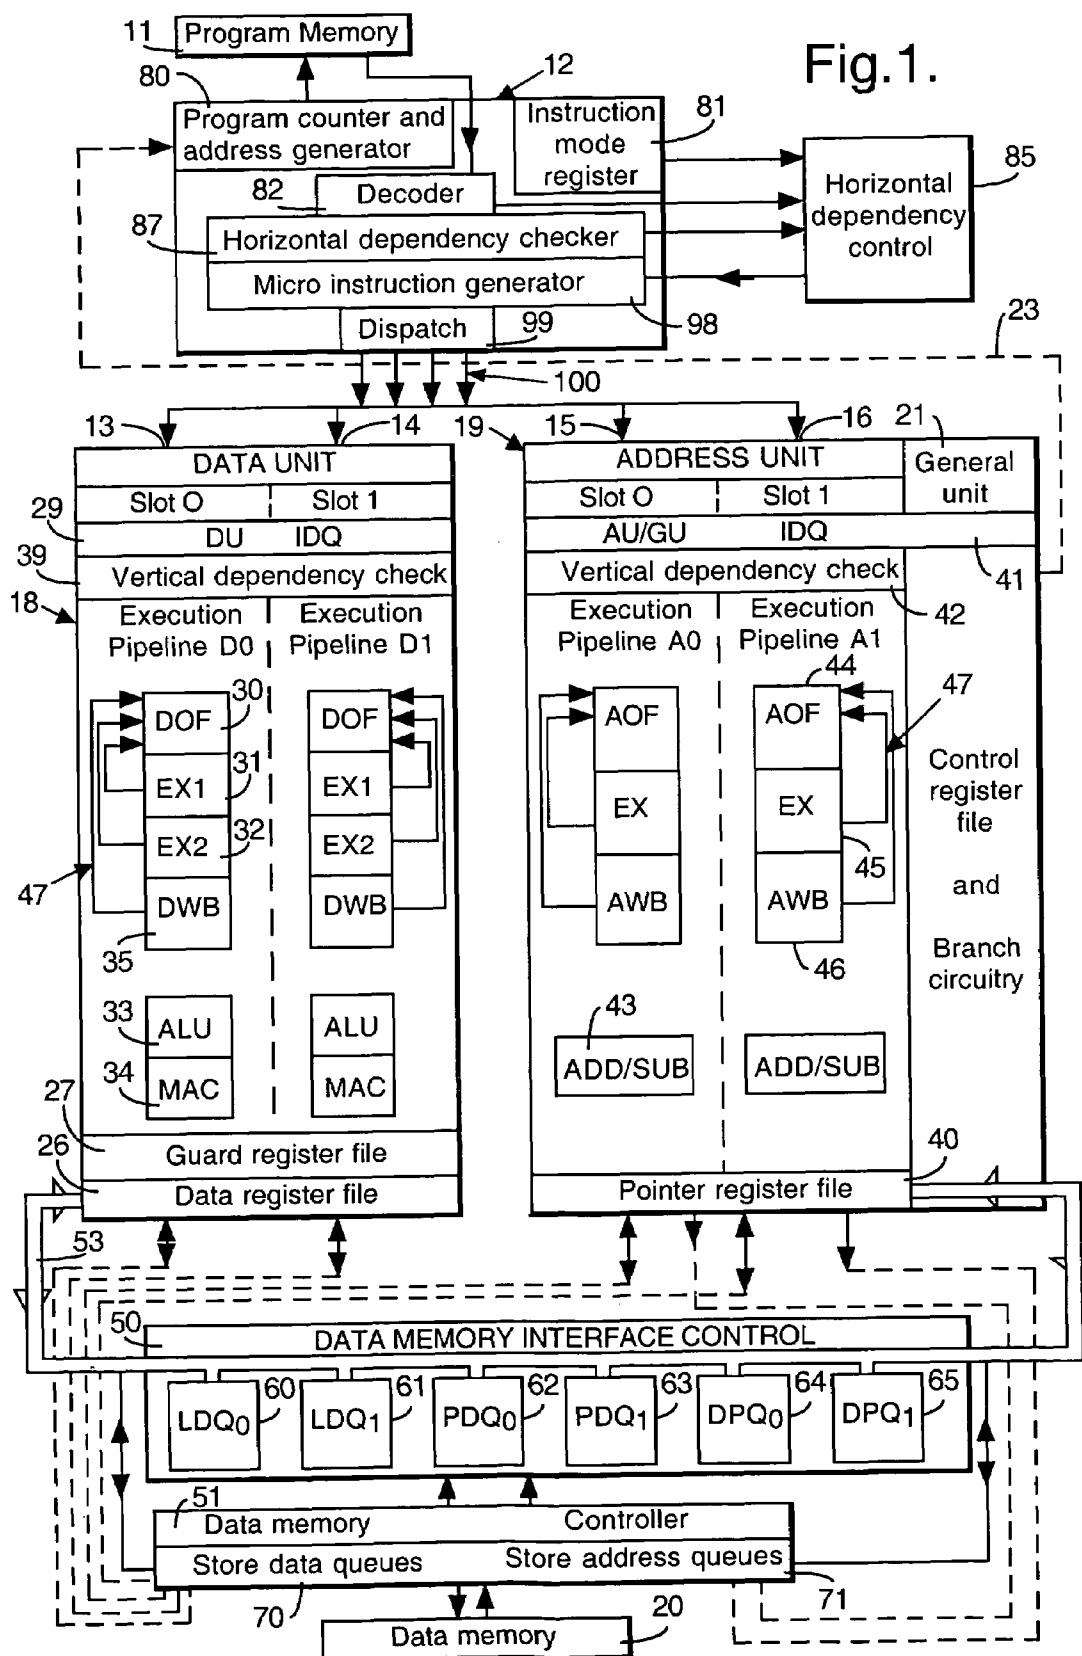 Fig.1.
11
Program Memory
80
12
Program counter and
address generator
Instruction
mode
register
81
82
Decoder
Horizontal
dependency
control
85
87
Horizontal dependency checker
Micro instruction generator
98
Dispatch
99
100
23
13
14
19
15
16
21
DATA UNIT
Slot O
Slot 1
29
DU
IDQ
39
Vertical dependency check
18
Execution
Pipeline D0
Execution
Pipeline D1
DOF
30
EX1
31
EX2
32
DWB
35
47
DOF
EX1
EX2
DWB
33
ALU
34
MAC
ALU
MAC
27
Guard register file
26
Data register file
ADDRESS UNIT
General
unit
Slot O
Slot 1
AU/GU
IDQ
41
Vertical dependency check
42
Execution
Pipeline A0
Execution
Pipeline A1
44
47
AOF
EX
AWB
AOF
EX
45
AWB
46
Control
register
file
and
Branch
circuitry
43
ADD/SUB
ADD/SUB
40
Pointer register file
53
50
DATA MEMORY INTERFACE CONTROL
LDQ0
60
LDQ1
61
PDQ0
62
PDQ1
63
DPQ0
64
DPQ1
65
51
Data memory
Controller
Store data queues
Store address queues
70
71
Data memory
20